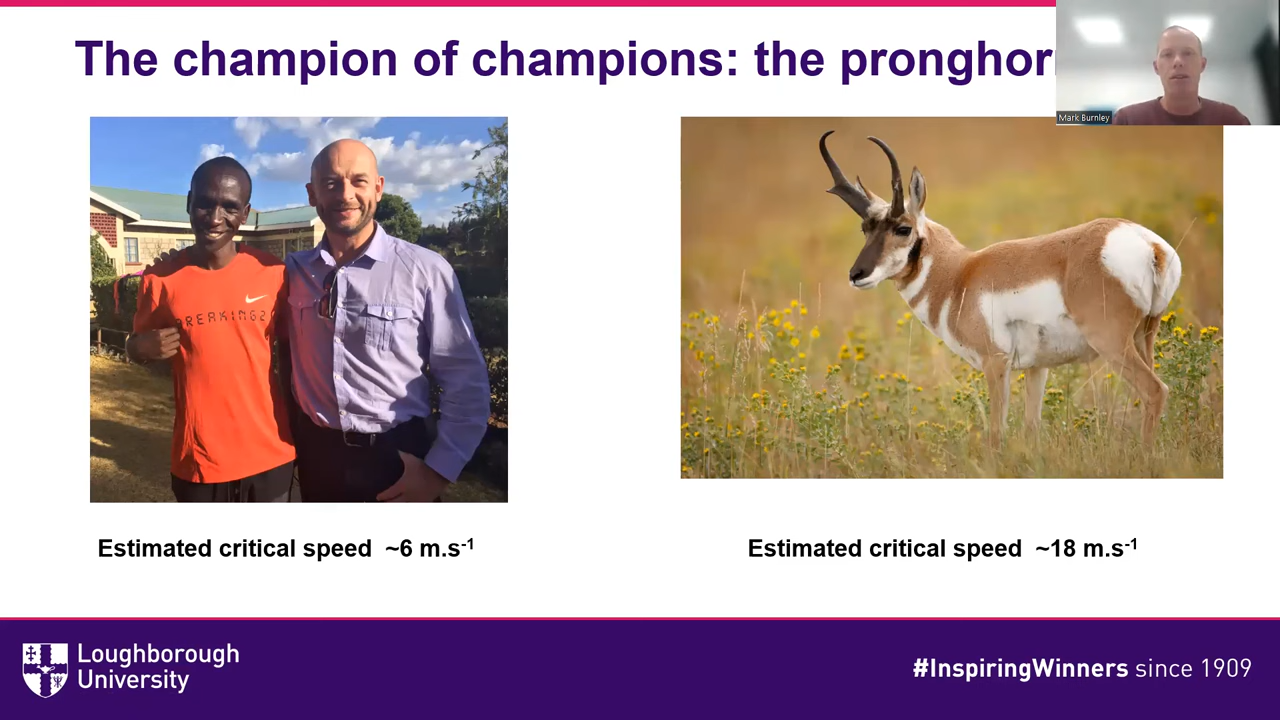 The champion of champions: the pronghor
Mark Burnley
BREAKING2
Estimated critical speed ~6 m.s-1
Estimated critical speed ~18 m.s-1
Loughborough
University
#InspiringWinners since 1909